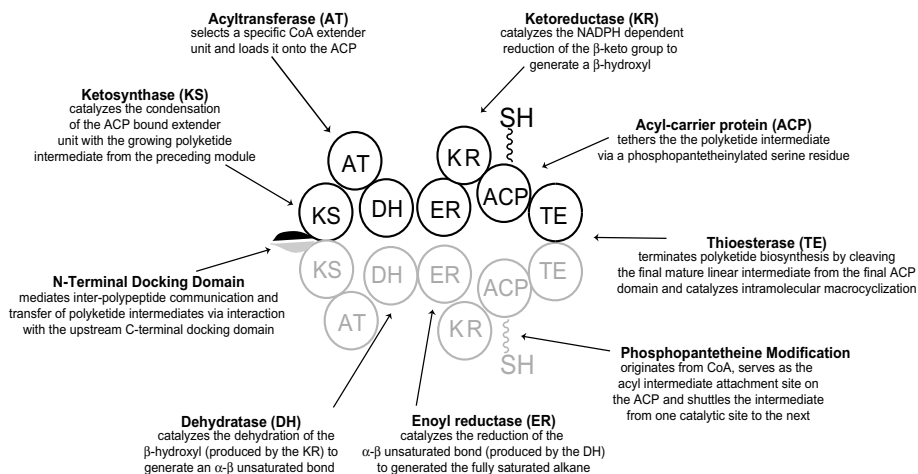 Acyltransferase (AT)
selects a specific CoA extender
unit and loads it onto the ACP
Ketoreductase (KR)
catalyzes the NADPH dependent
reduction of the β-keto group to
generate a β-hydroxyl
Ketosynthase (KS)
catalyzes the condensation
of the ACP bound extender
unit with the growing polyketide
intermediate from the preceding module
SH
Acyl-carrier protein (ACP)
tethers the the polyketide intermediate
via a phosphopantetheinylated serine residue
AT
KR
KS
DH
ER
ACP
TE
KS
DH
ER
ACP
TE
AT
KR
SH
Thioesterase (TE)
terminates polyketide biosynthesis by cleaving
the final mature linear intermediate from the final ACP
domain and catalyzes intramolecular macrocyclization
N-Terminal Docking Domain
mediates inter-polypeptide communication and
transfer of polyketide intermediates via interaction
with the upstream C-terminal docking domain
Phosphopantetheine Modification
originates from CoA, serves as the
acyl intermediate attachment site on
the ACP and shuttles the intermediate
from one catalytic site to the next
Dehydratase (DH)
catalyzes the dehydration of the
β-hydroxyl (produced by the KR) to
generate an α-β unsaturated bond
Enoyl reductase (ER)
catalyzes the reduction of the
α-β unsaturated bond (produced by the DH)
to generated the fully saturated alkane